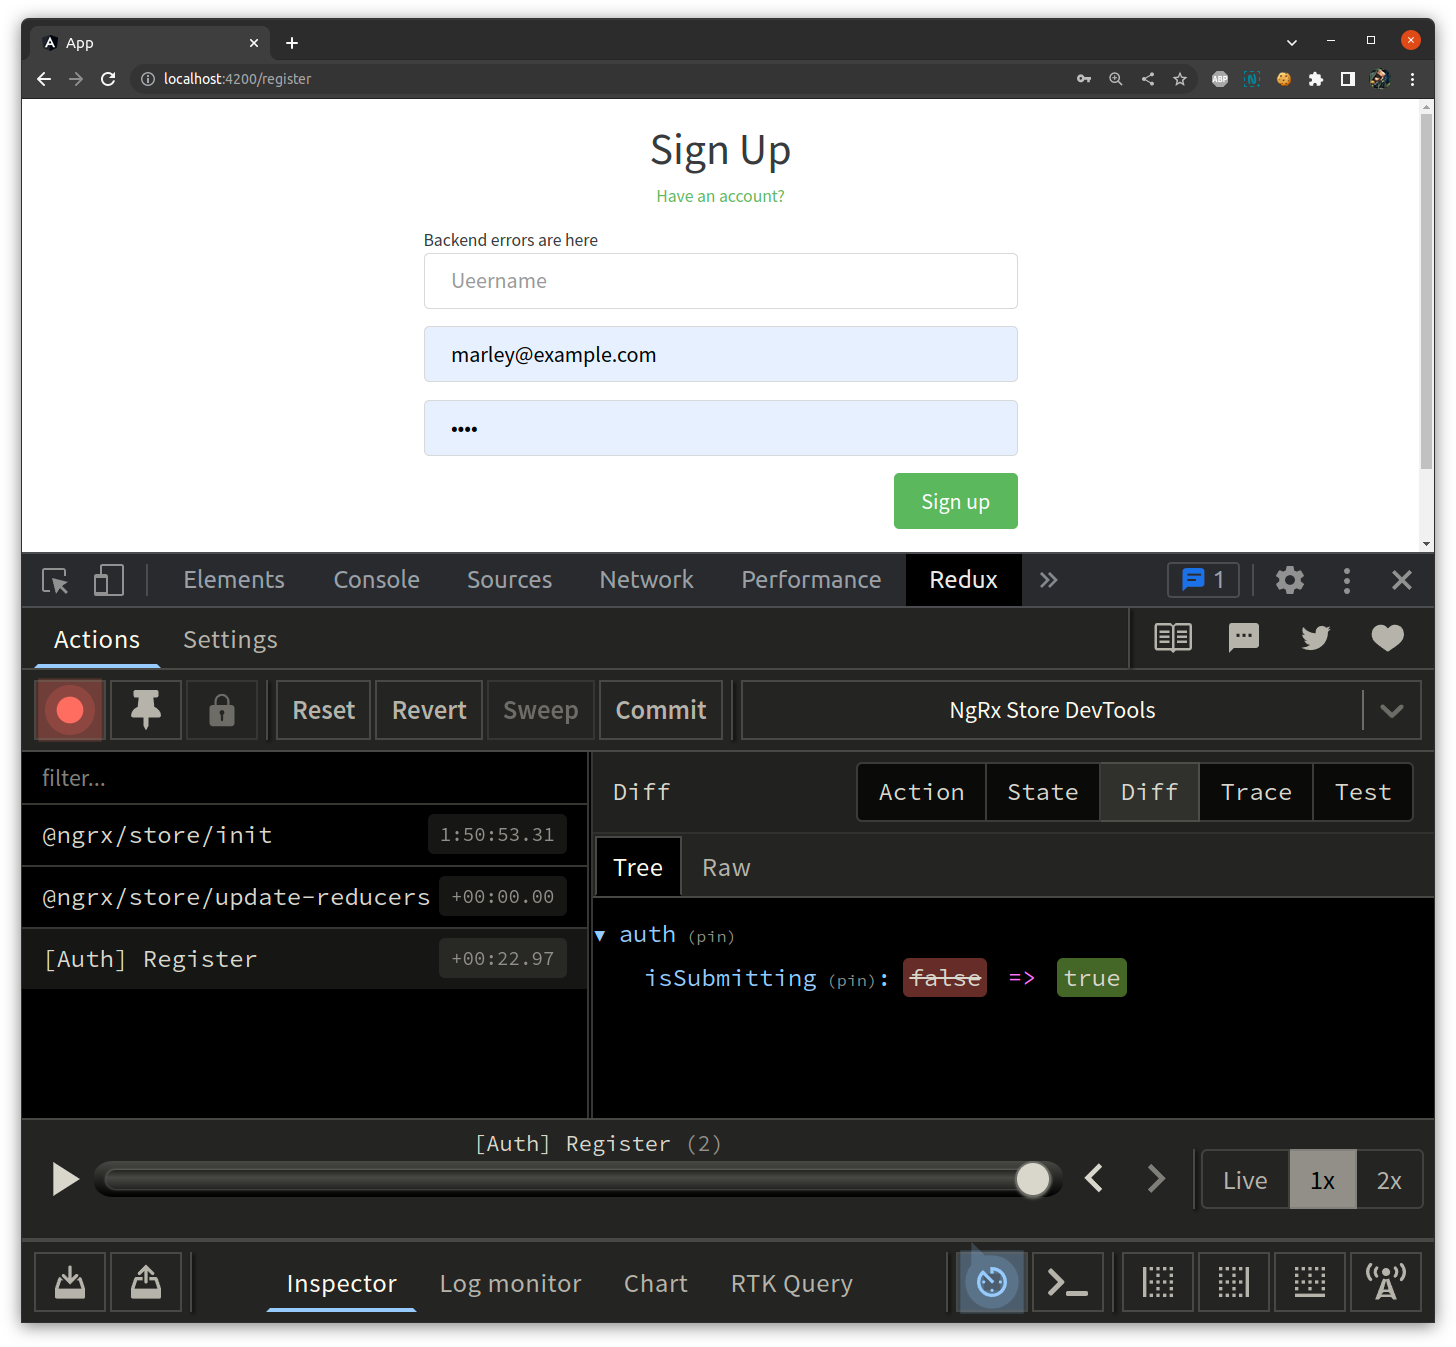 App
localhost:4200/register
ABP
N
Sign Up
Have an account?
Backend errors are here
Ueername
marley@example.com
••••
Sign up
Elements Console Sources Network Performance Redux » 1
Actions Settings
Reset Revert Sweep Commit NgRx Store DevTools
filter...
Diff Action State Diff Trace Test
@ngrx/store/init 1:50:53.31
Tree Raw
@ngrx/store/update-reducers +00:00.00
[Auth] Register +00:22.97
auth (pin)
isSubmitting (pin): false => true
[Auth] Register (2)
Live 1x 2x
Inspector Log monitor Chart RTK Query